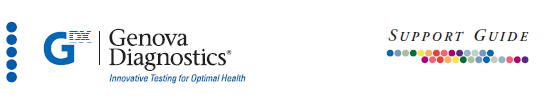 GDX
Genova
Diagnostics®
Innovative Testing for Optimal Health
SUPPORT GUIDE